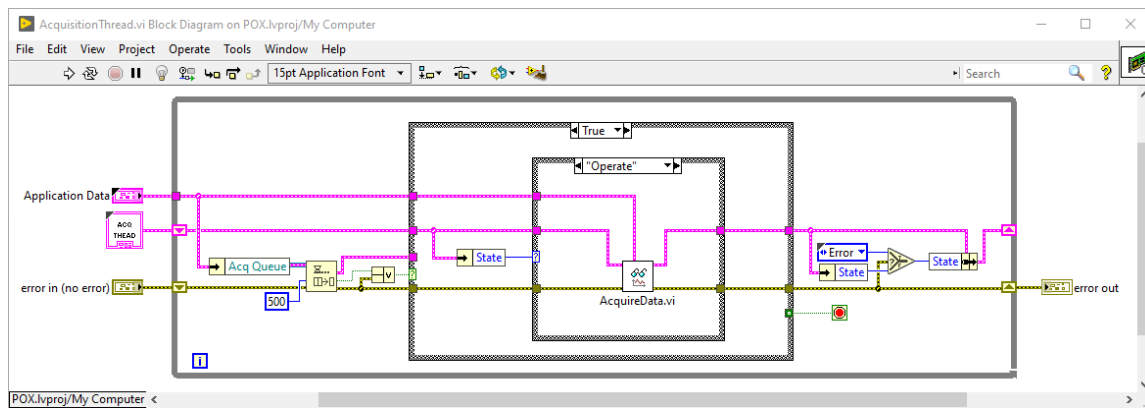 AcquisitionThread.vi Block Diagram on POX.lvproj/My Computer
File Edit View Project Operate Tools Window Help
15pt Application Font
Search
True
"Operate"
Application Data
ACQ
THEAD
State
Error
State
State
Acq Queue
v
500
AcquireData.vi
error in (no error)
error out
i
POX.lvproj/My Computer